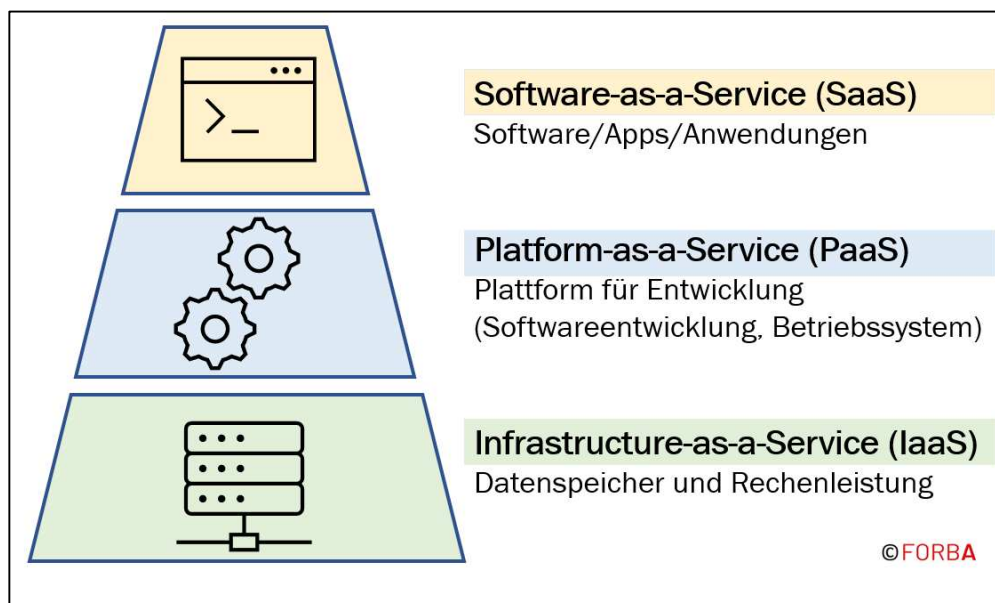 Software-as-a-Service (SaaS)
Software/Apps/Anwendungen
Platform-as-a-Service (PaaS)
Plattform für Entwicklung
(Softwareentwicklung, Betriebssystem)
Infrastructure-as-a-Service (IaaS)
Datenspeicher und Rechenleistung
©FORBA